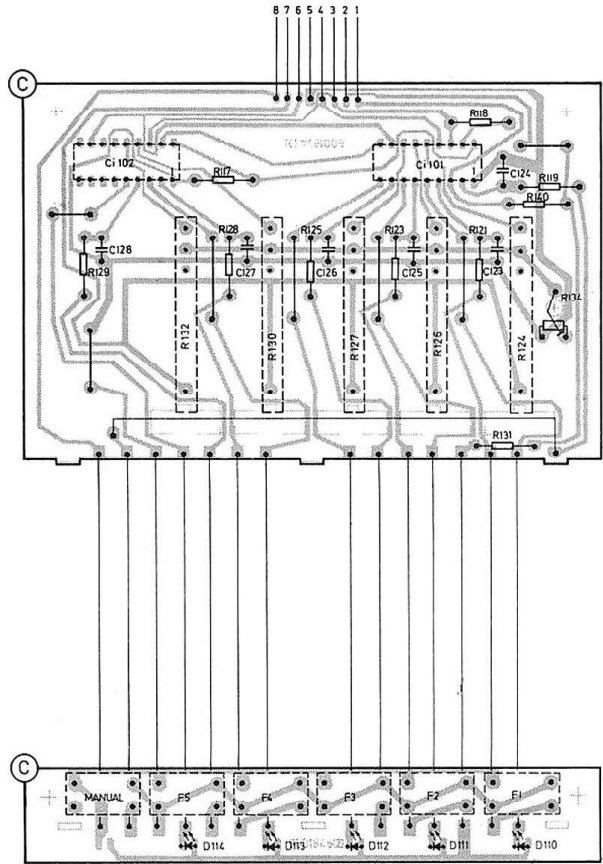 8 7 6 5 4 3 2 1
C
R118
Ci 102
Ci 101
R117
C124
R119
R140
R128
R125
R123
R121
C128
R129
C127
C126
C125
C123
R134
R132
R130
R127
R126
R124
R131
C
MANUAL
F5
F4
F3
F2
F1
D114
D113
D112
D111
D110